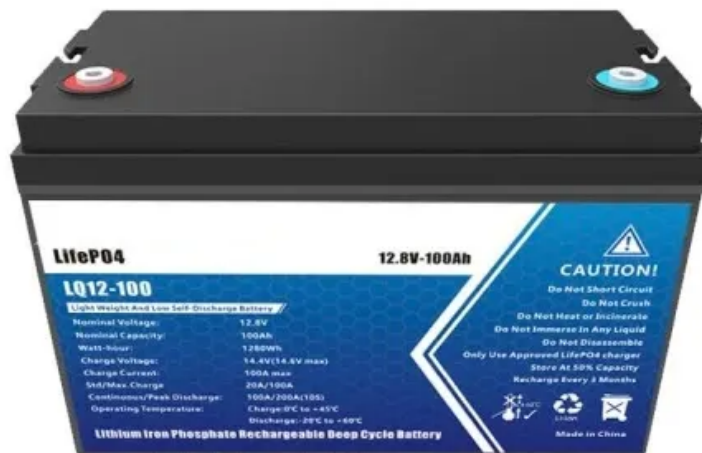 LifePO4
12.8V-100Ah
LQ12-100
Light Weight And Low Self-Discharge Battery
Nominal Voltage: 12.8V
Nominal Capacity: 100Ah
Watt-hour: 1280Wh
Charge Voltage: 14.4V(14.6V max)
Charge Current: 100A max
Std/Max.Charge 20A/100A
Continuous/Peak Discharge: 100A/200A(10S)
Operating Temperature: Charge:0℃ to +45℃
Discharge:-20℃ to +60℃
Lithium Iron Phosphate Rechargeable Deep Cycle Battery
CAUTION!
Do Not Short Circuit
Do Not Crush
Do Not Heat or Incinerate
Do Not Immerse In Any Liquid
Do Not Disassemble
Only Use Approved LifePO4 charger
Store At 50% Capacity
Recharge Every 3 Months
Li-ion
Made in China